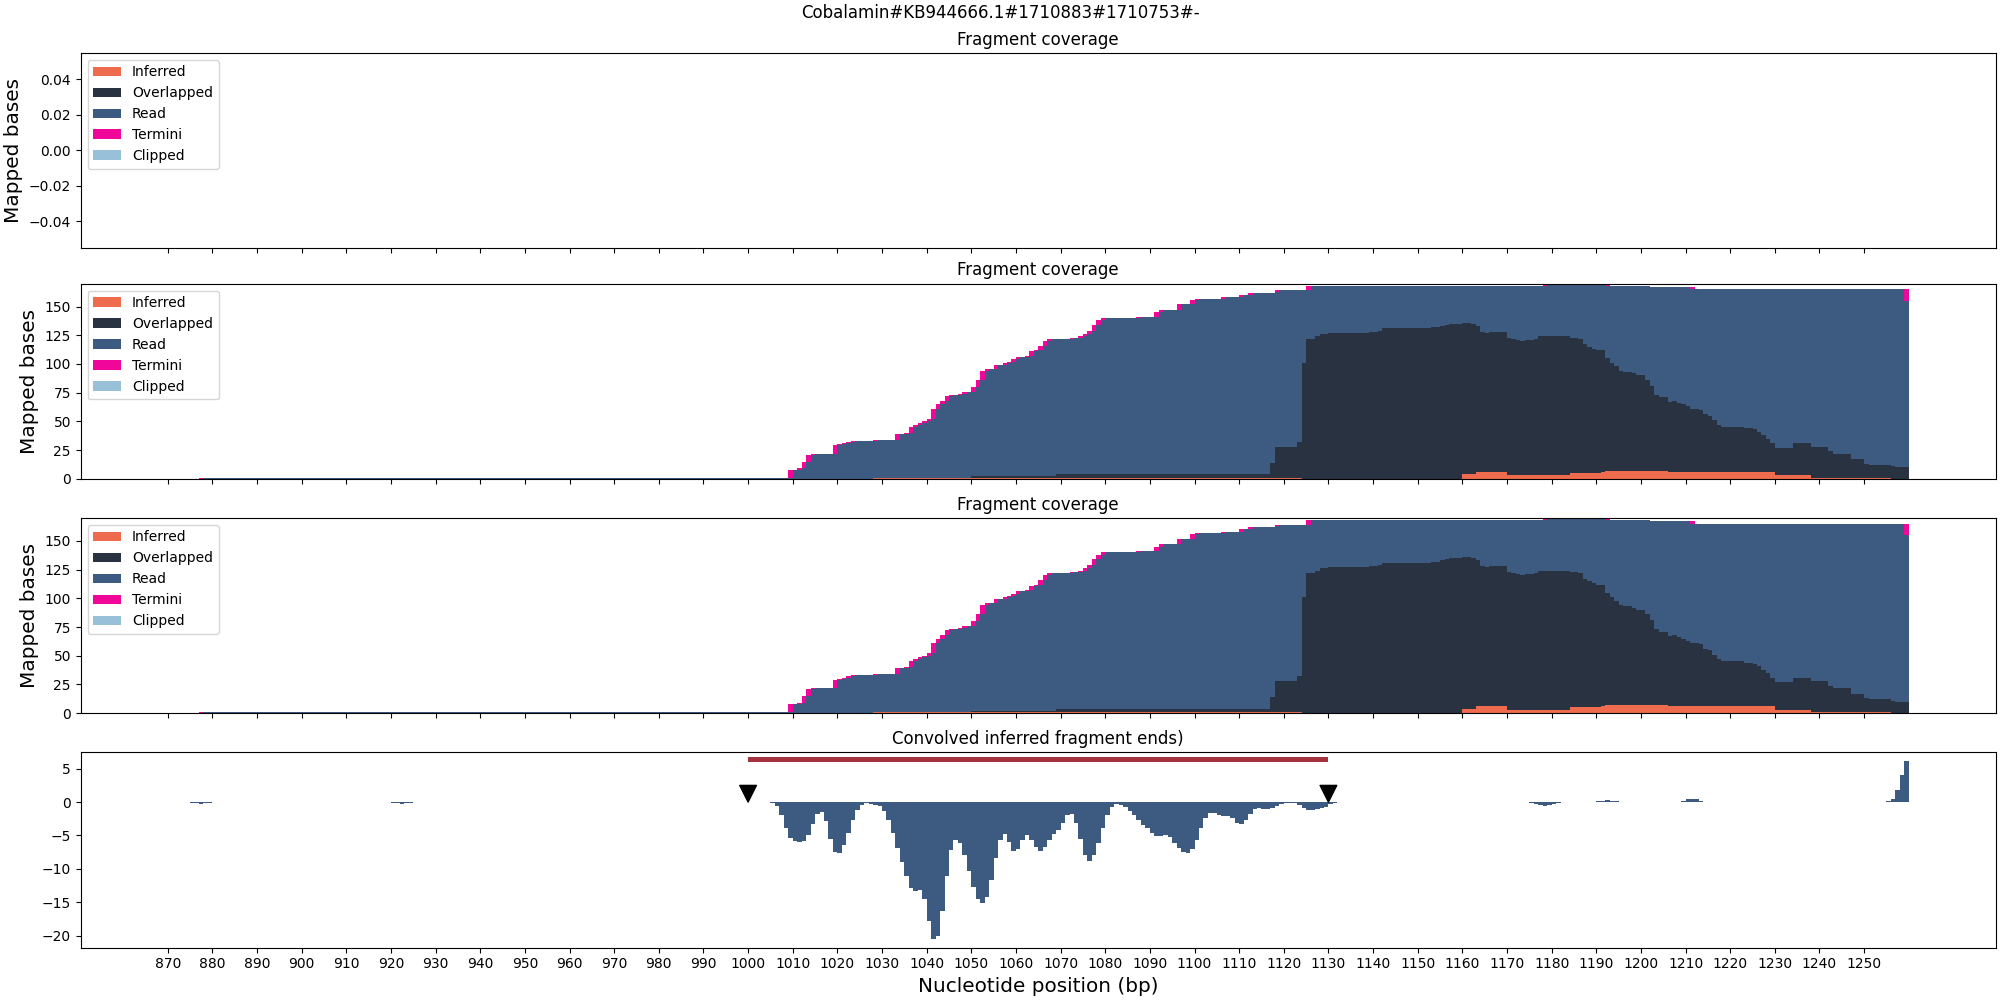 Cobalamin#KB944666.1#1710883#1710753#-
Fragment coverage
Mapped bases
0.04
0.02
0.00
−0.02
−0.04
Inferred
Overlapped
Read
Termini
Clipped
Fragment coverage
Mapped bases
150
125
100
75
50
25
0
Inferred
Overlapped
Read
Termini
Clipped
Fragment coverage
Mapped bases
150
125
100
75
50
25
0
Inferred
Overlapped
Read
Termini
Clipped
Convolved inferred fragment ends)
5
0
−5
−10
−15
−20
870 880 890 900 910 920 930 940 950 960 970 980 990 1000 1010 1020 1030 1040 1050 1060 1070 1080 1090 1100 1110 1120 1130 1140 1150 1160 1170 1180 1190 1200 1210 1220 1230 1240 1250
Nucleotide position (bp)